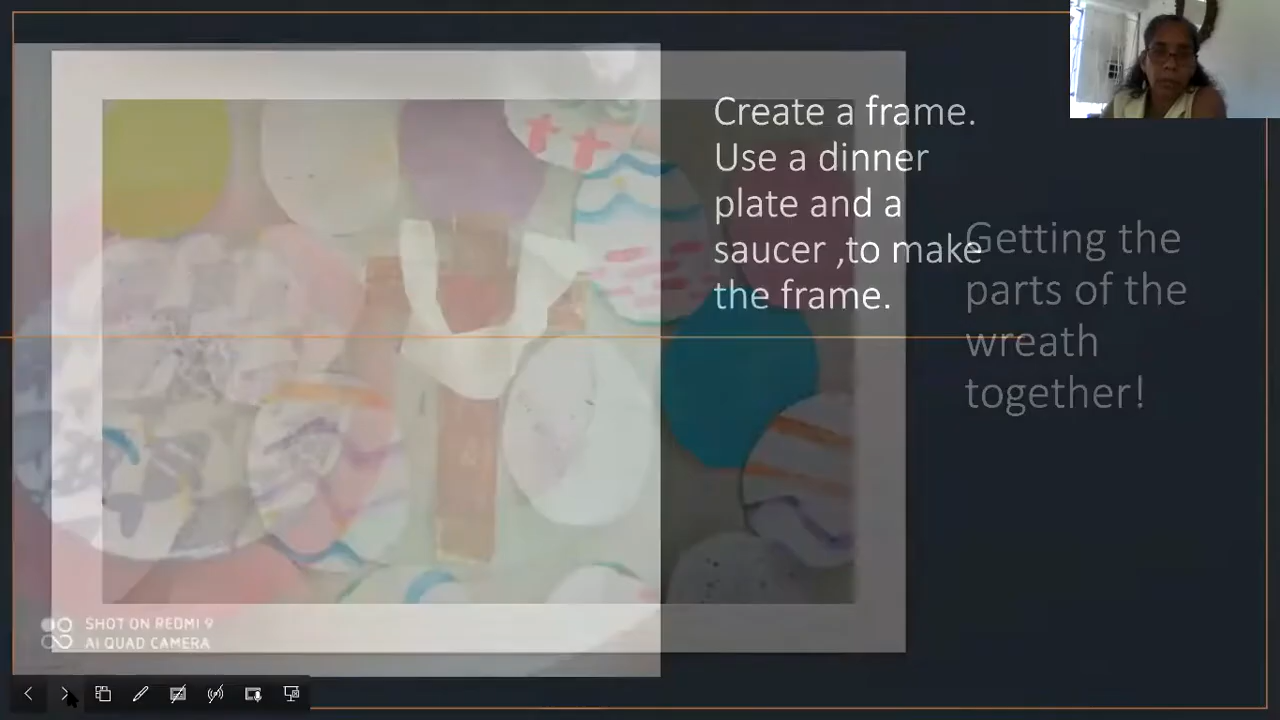 Create a frame.
Use a dinner
plate and a
saucer ,to make
the frame.
Getting the
parts of the
wreath
together!
SHOT ON REDMI 9
AI QUAD CAMERA